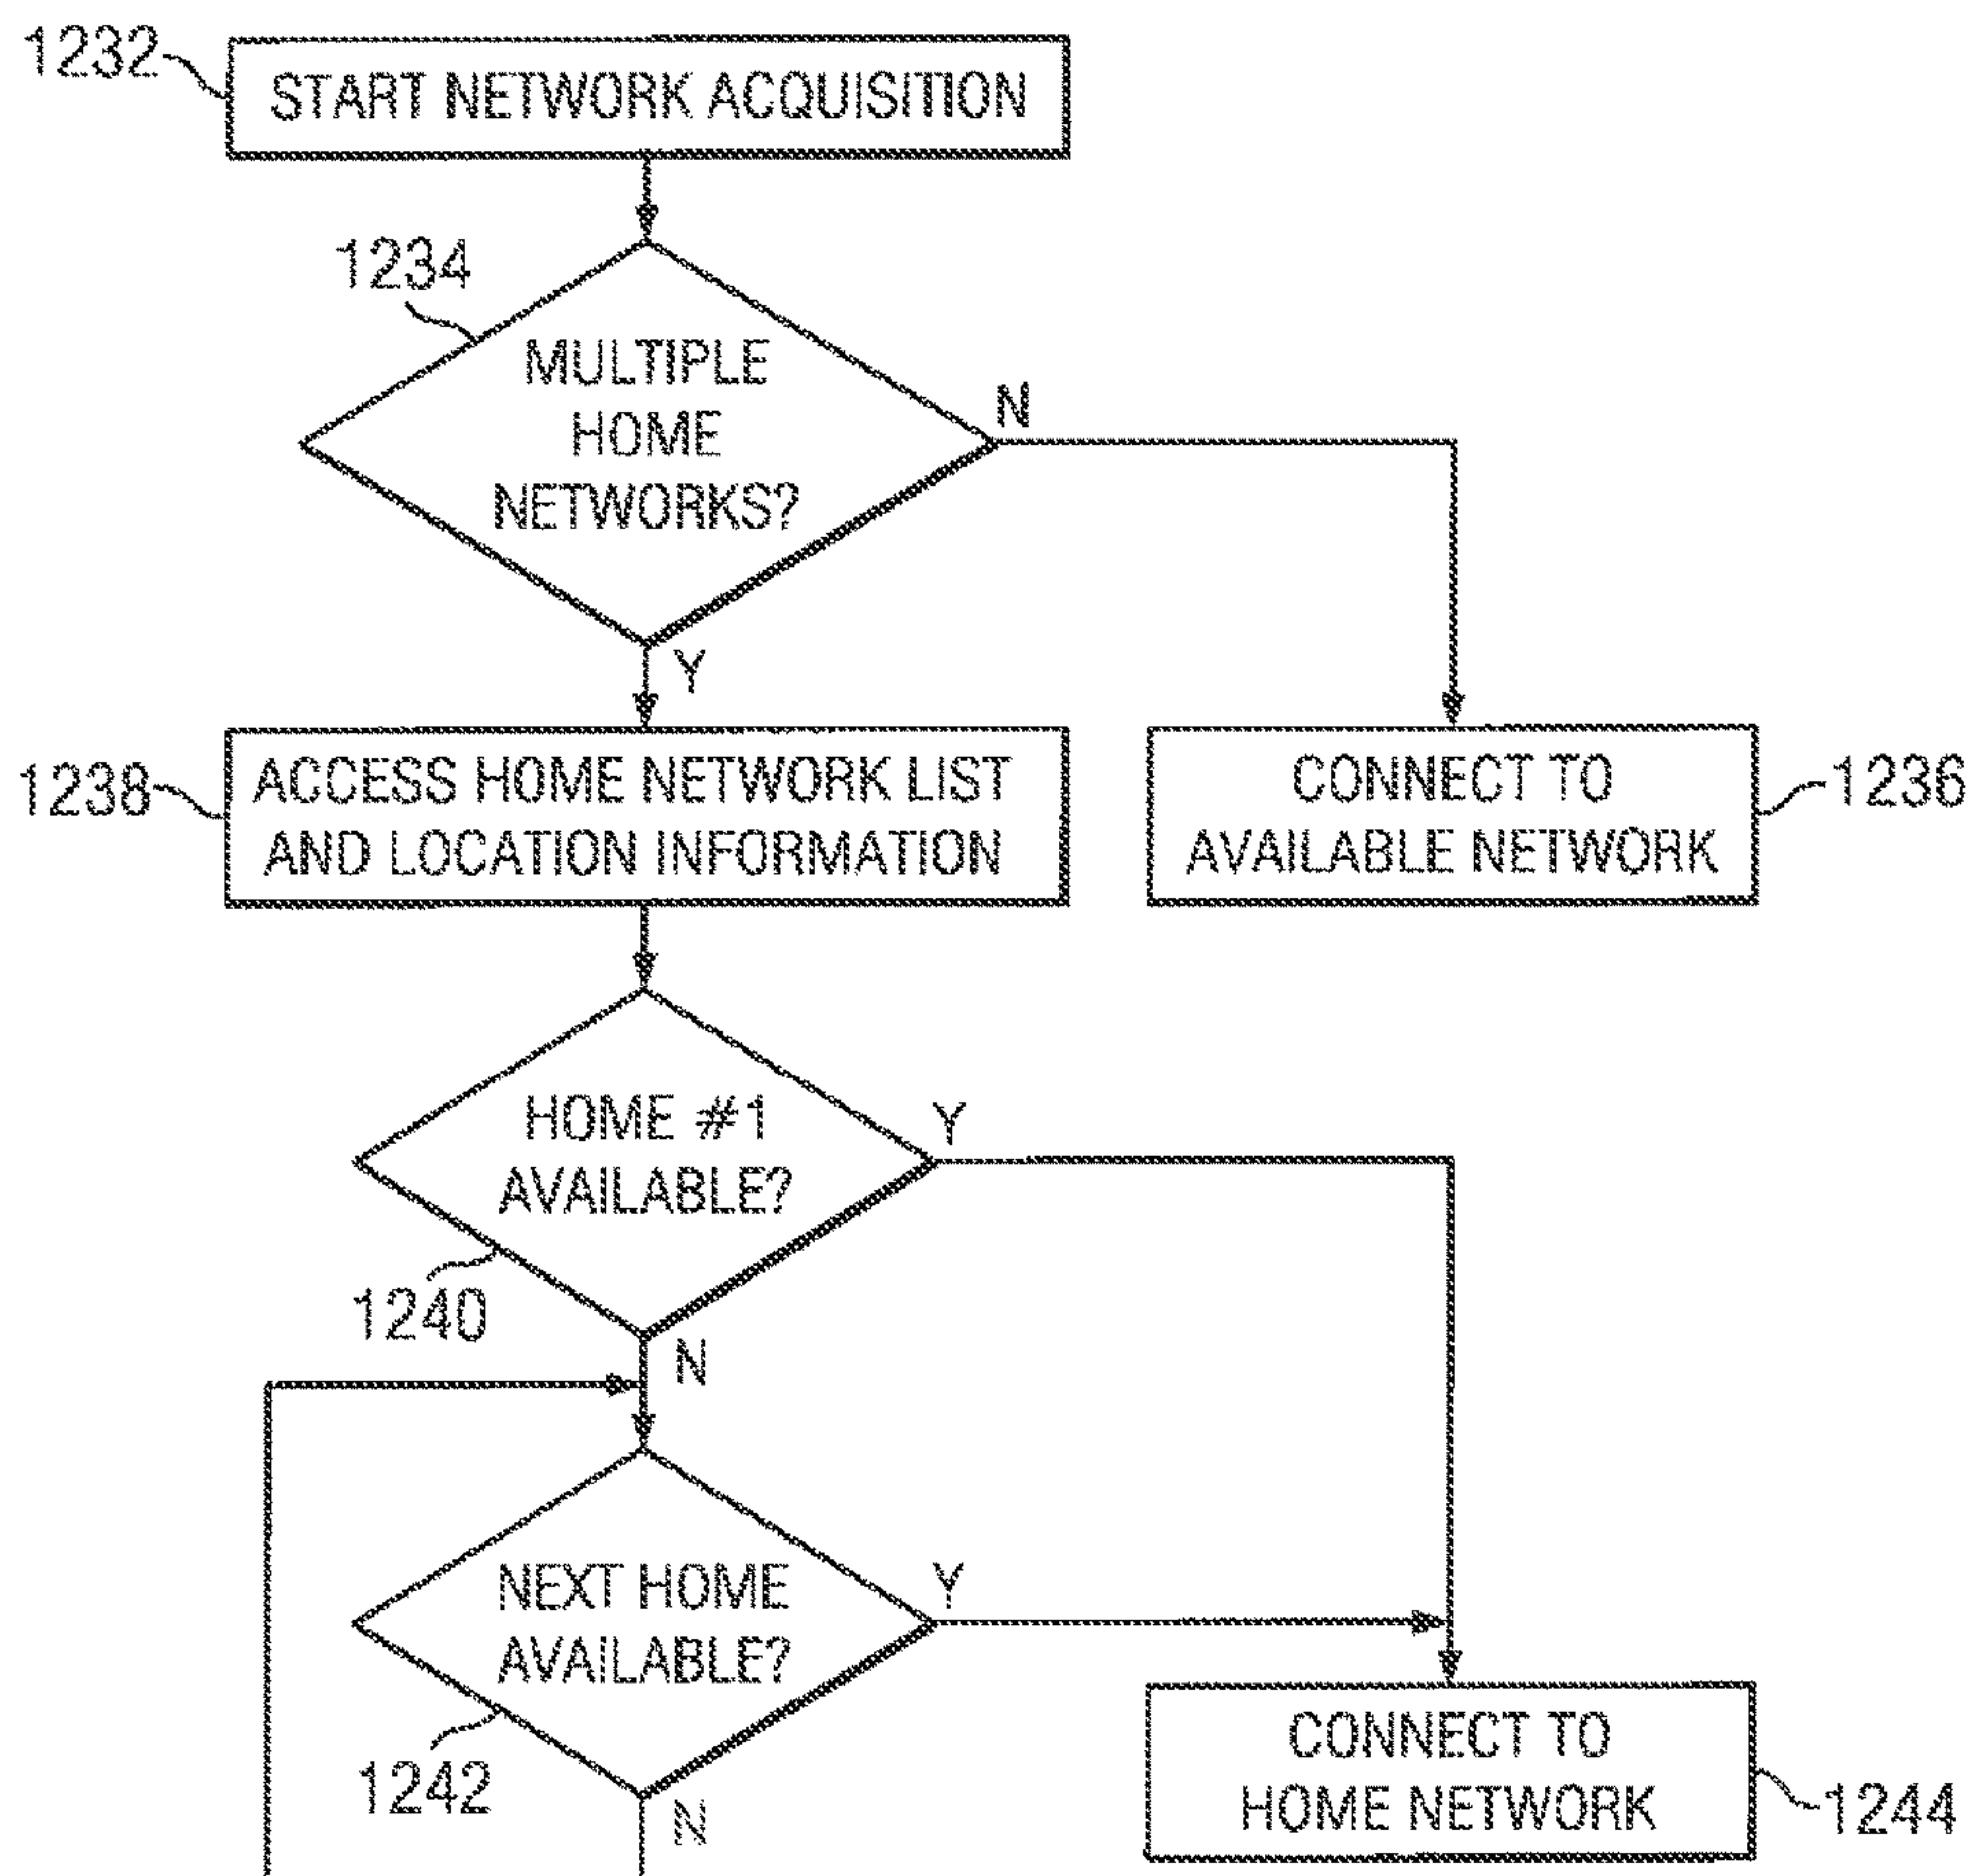 1232
START NETWORK ACQUISITION
1234
MULTIPLE
HOME
NETWORKS?
N
Y
1238
ACCESS HOME NETWORK LIST
AND LOCATION INFORMATION
CONNECT TO
AVAILABLE NETWORK
1236
HOME #1
AVAILABLE?
Y
1240
N
NEXT HOME
AVAILABLE?
Y
1242
N
CONNECT TO
HOME NETWORK
1244